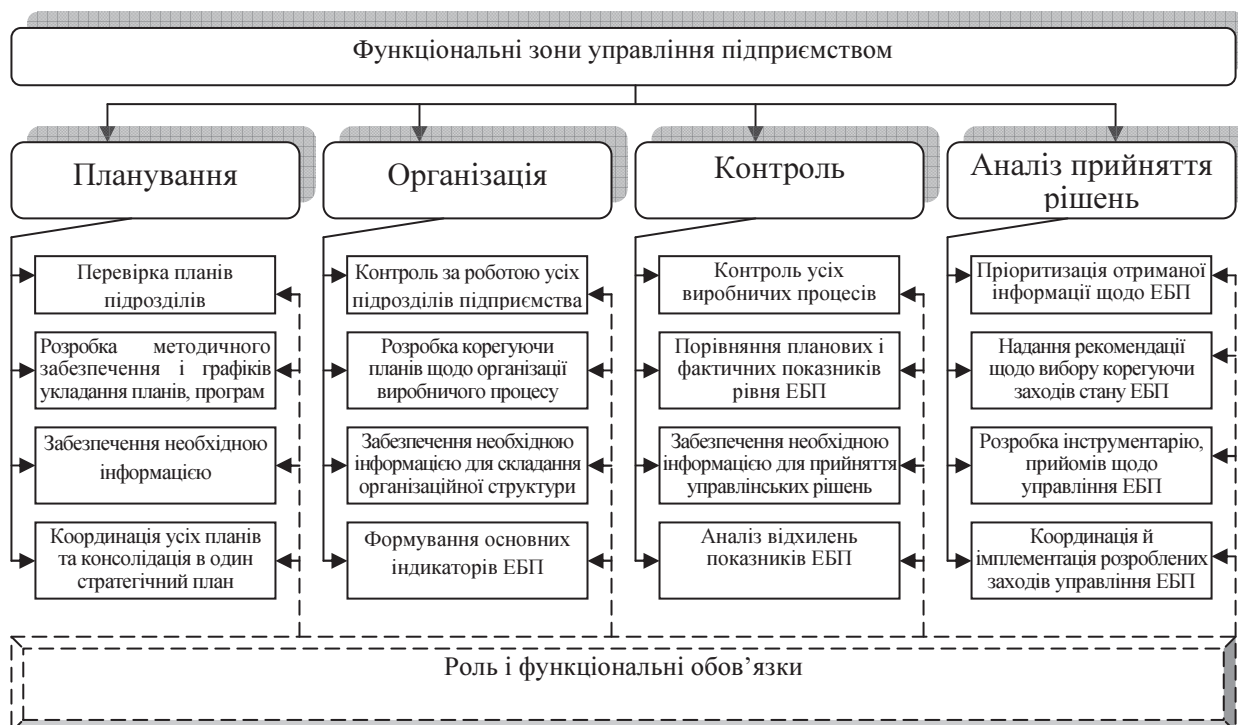 Функціональні зони управління підприємством
Планування
Організація
Контроль
Аналіз прийняття
рішень
Перевірка планів
підрозділів
Розробка методичного
забезпечення і графіків
укладання планів, програм
Забезпечення необхідною
інформацією
Координація усіх планів
та консолідація в один
стратегічний план
Контроль за роботою усіх
підрозділів підприємства
Розробка корегуючи
планів щодо організації
виробничого процесу
Забезпечення необхідною
інформацією для складання
організаційної структури
Формування основних
індикаторів ЕБП
Контроль усіх
виробничих процесів
Порівняння планових і
фактичних показників
рівня ЕБП
Забезпечення необхідною
інформацією для прийняття
управлінських рішень
Аналіз відхилень
показників ЕБП
Пріоритизація отриманої
інформації щодо ЕБП
Надання рекомендації
щодо вибору корегуючи
заходів стану ЕБП
Розробка інструментарію,
прийомів щодо
управління ЕБП
Координація й
імплементація розроблених
заходів управління ЕБП
Роль і функціональні обов’язки